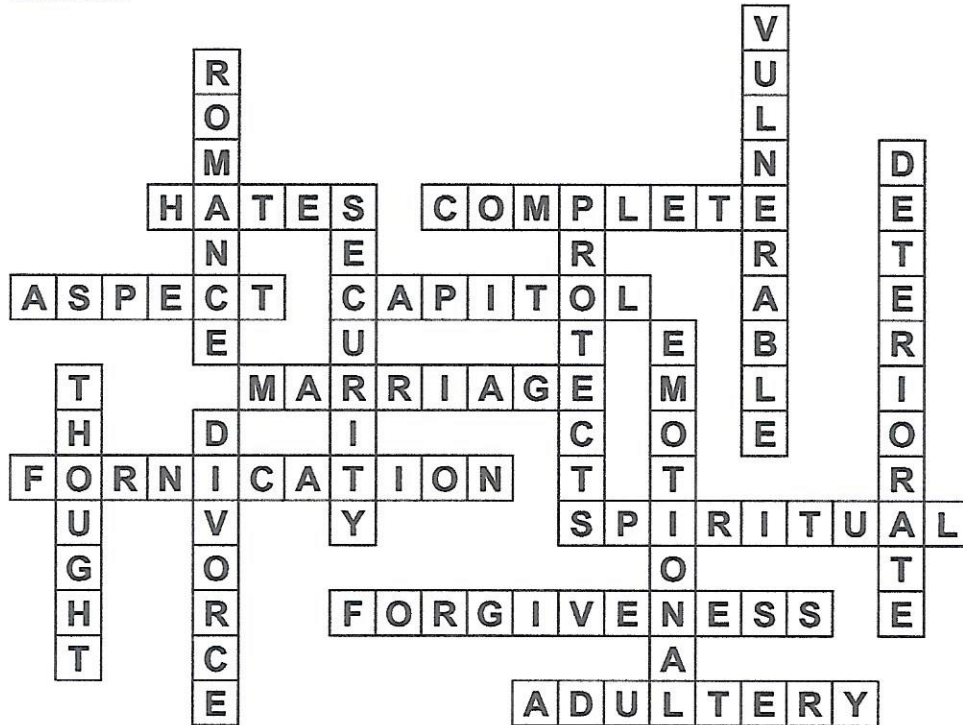 VULNERABLE
ROMANCE
DETERIORATE
HATES
COMPLETE
SECURITY
PROTECTS
ASPECT
CAPITOL
EMOTIONAL
THOUGHT
MARRIAGE
DIVORCE
FORNICATION
SPIRITUAL
FORGIVENESS
ADULTERY